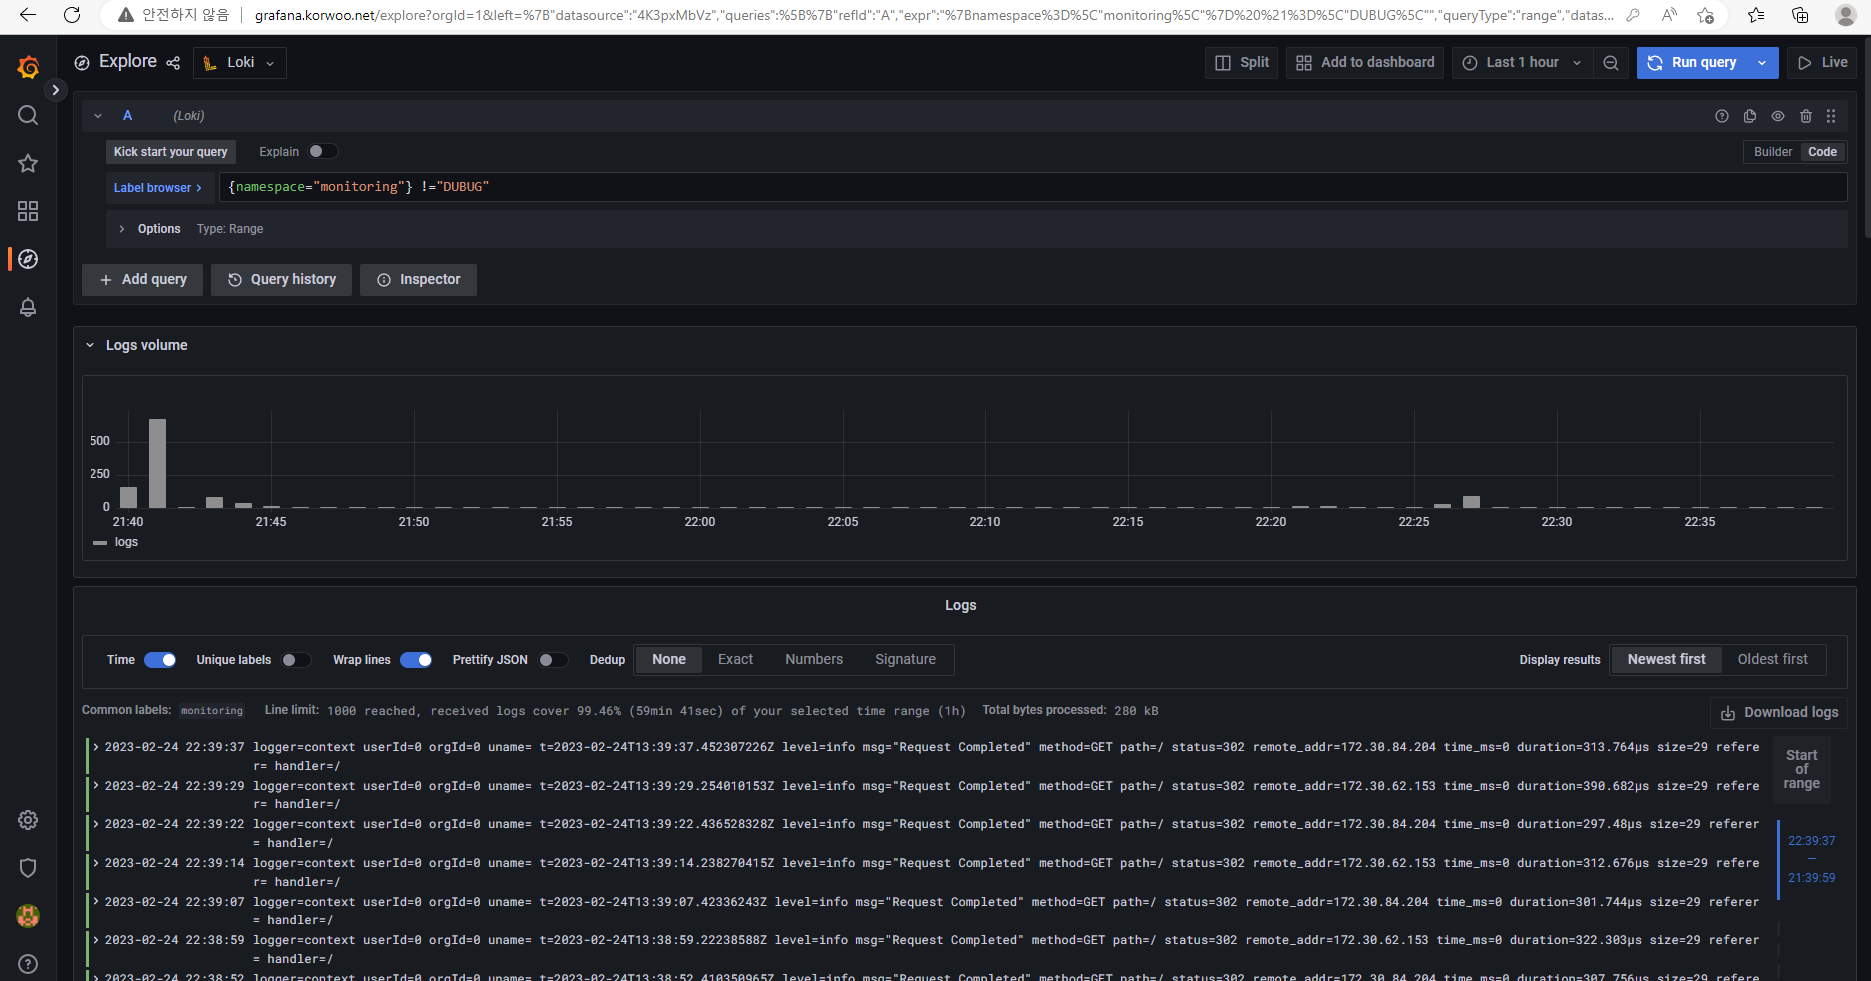 안전하지 않음 grafana.korwoo.net/explore?orgId=1&left=%7B"datasource":"4K3pxMbVz","queries":%5B%7B"refId":"A","expr":"%7Bnamespace%3D%5C"monitoring%5C"%7D%20%21%3D%5C"DUBUG%5C"","queryType":"range","datas...
Explore Loki Split Add to dashboard Last 1 hour Run query Live
A (Loki)
Kick start your query Explain Builder Code
Label browser > {namespace="monitoring"} !="DUBUG"
> Options Type: Range
+ Add query Query history Inspector
Logs volume
500
250
0
21:40 21:45 21:50 21:55 22:00 22:05 22:10 22:15 22:20 22:25 22:30 22:35
logs
Logs
Time Unique labels Wrap lines Prettify JSON Dedup None Exact Numbers Signature Display results Newest first Oldest first
Common labels: monitoring Line limit: 1000 reached, received logs cover 99.46% (59min 41sec) of your selected time range (1h) Total bytes processed: 280 kB Download logs
> 2023-02-24 22:39:37 logger=context userId=0 orgId=0 uname= t=2023-02-24T13:39:37.452307226Z level=info msg="Request Completed" method=GET path=/ status=302 remote_addr=172.30.84.204 time_ms=0 duration=313.764µs size=29 refere
r= handler=/
> 2023-02-24 22:39:29 logger=context userId=0 orgId=0 uname= t=2023-02-24T13:39:29.254010153Z level=info msg="Request Completed" method=GET path=/ status=302 remote_addr=172.30.62.153 time_ms=0 duration=390.682µs size=29 refere
r= handler=/
> 2023-02-24 22:39:22 logger=context userId=0 orgId=0 uname= t=2023-02-24T13:39:22.436528328Z level=info msg="Request Completed" method=GET path=/ status=302 remote_addr=172.30.84.204 time_ms=0 duration=297.48µs size=29 referer
= handler=/
> 2023-02-24 22:39:14 logger=context userId=0 orgId=0 uname= t=2023-02-24T13:39:14.238270415Z level=info msg="Request Completed" method=GET path=/ status=302 remote_addr=172.30.62.153 time_ms=0 duration=312.676µs size=29 refere
r= handler=/
> 2023-02-24 22:39:07 logger=context userId=0 orgId=0 uname= t=2023-02-24T13:39:07.42336243Z level=info msg="Request Completed" method=GET path=/ status=302 remote_addr=172.30.84.204 time_ms=0 duration=301.744µs size=29 referer
= handler=/
> 2023-02-24 22:38:59 logger=context userId=0 orgId=0 uname= t=2023-02-24T13:38:59.22238588Z level=info msg="Request Completed" method=GET path=/ status=302 remote_addr=172.30.62.153 time_ms=0 duration=322.303µs size=29 referer
= handler=/
> 2023-02-24 22:38:52 logger=context userId=0 orgId=0 uname= t=2023-02-24T13:38:52.410350965Z level=info msg="Request Completed" method=GET path=/ status=302 remote_addr=172.30.84.204 time_ms=0 duration=307.756µs size=29 refere
Start
of
range
22:39:37
—
21:39:59